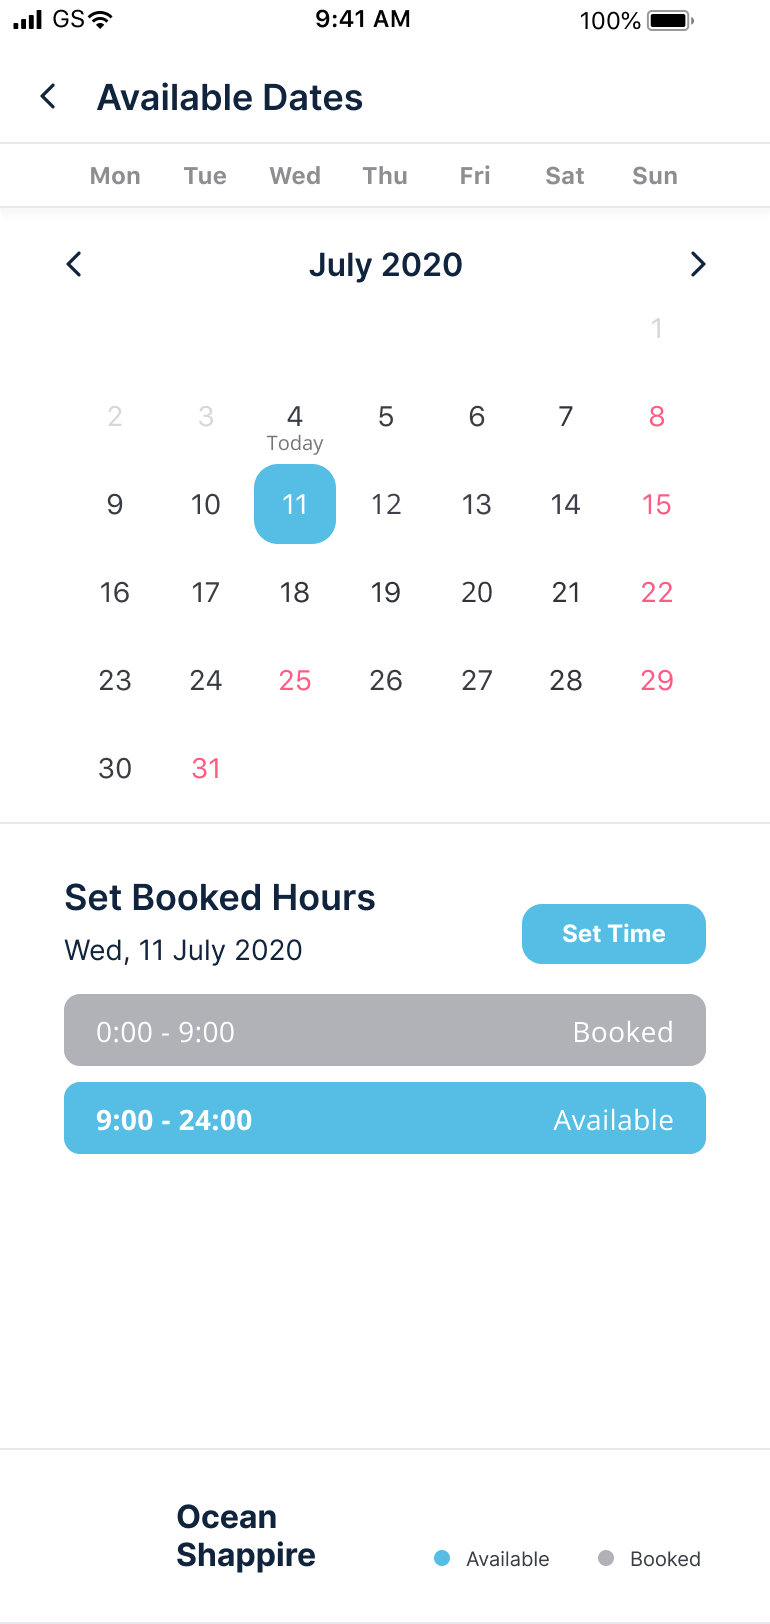 GS 9:41 AM 100%
Available Dates
Mon Tue Wed Thu Fri Sat Sun
July 2020
1
2 3 4 5 6 7 8
Today
9 10 11 12 13 14 15
16 17 18 19 20 21 22
23 24 25 26 27 28 29
30 31
Set Booked Hours
Wed, 11 July 2020
Set Time
0:00 - 9:00 Booked
9:00 - 24:00 Available
Ocean
Shappire
Available Booked